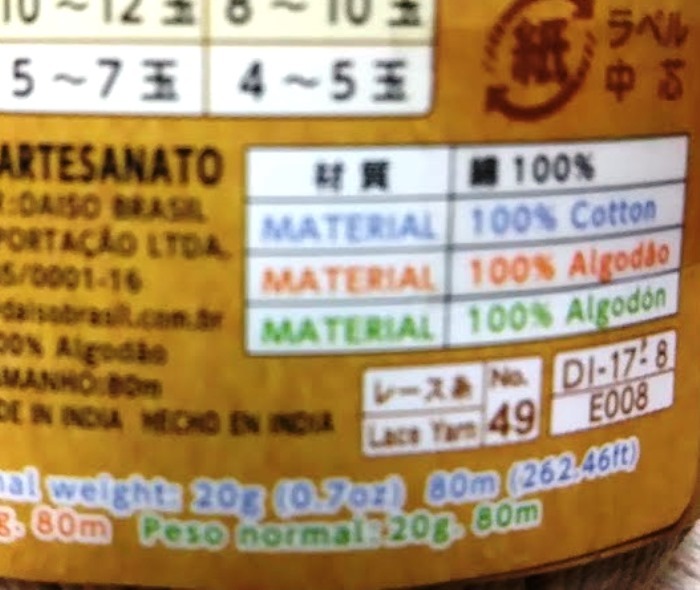 10～12玉 8～10玉
5～7玉 4～5玉
紙 ラベル
中芯
ARTESANATO
DAISO BRASIL
PORTAÇÃO LTDA.
5/0001-16
daisobrasil.com.br
00% Algodão
MANHO:80m
DE IN INDIA HECHO EN INDIA
材質 綿 100%
MATERIAL 100% Cotton
MATERIAL 100% Algodão
MATERIAL 100% Algodón
レース糸 No.
Lace Yarn 49
DI-17-8
E008
nal weight: 20g (0.7oz) 80m (262.46ft)
g. 80m Peso normal:20g. 80m